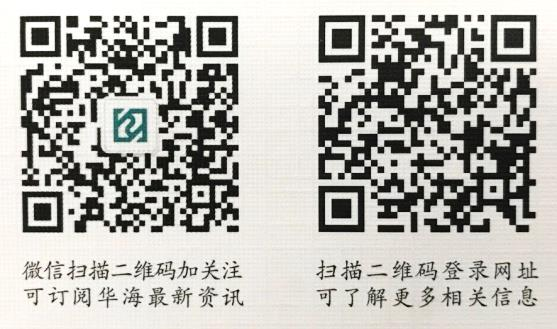 微信扫描二维码加关注
可订阅华海最新资讯
扫描二维码登录网址
可了解更多相关信息